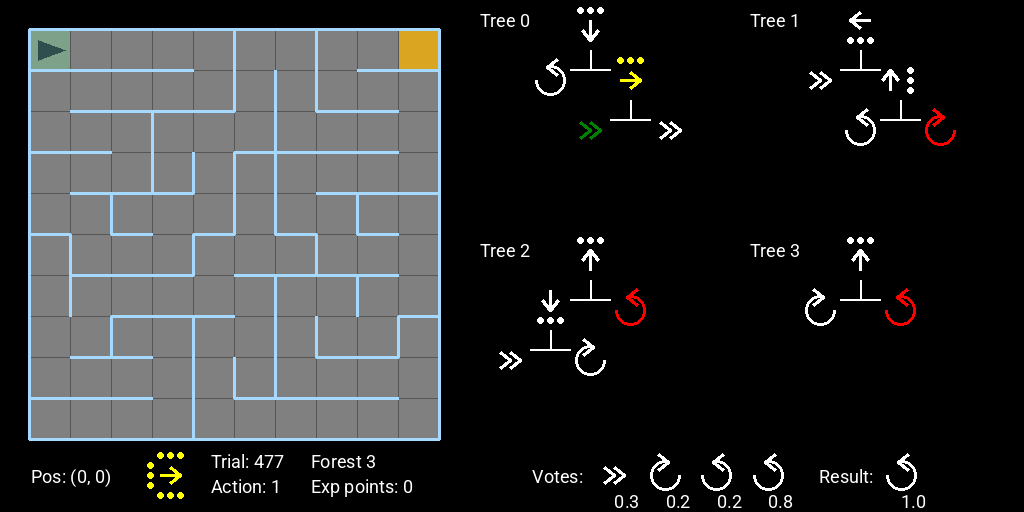 Tree 0
Tree 1
Tree 2
Tree 3
Pos: (0, 0)
Trial: 477
Forest 3
Action: 1
Exp points: 0
Votes:
0.3
0.2
0.2
0.8
Result:
1.0